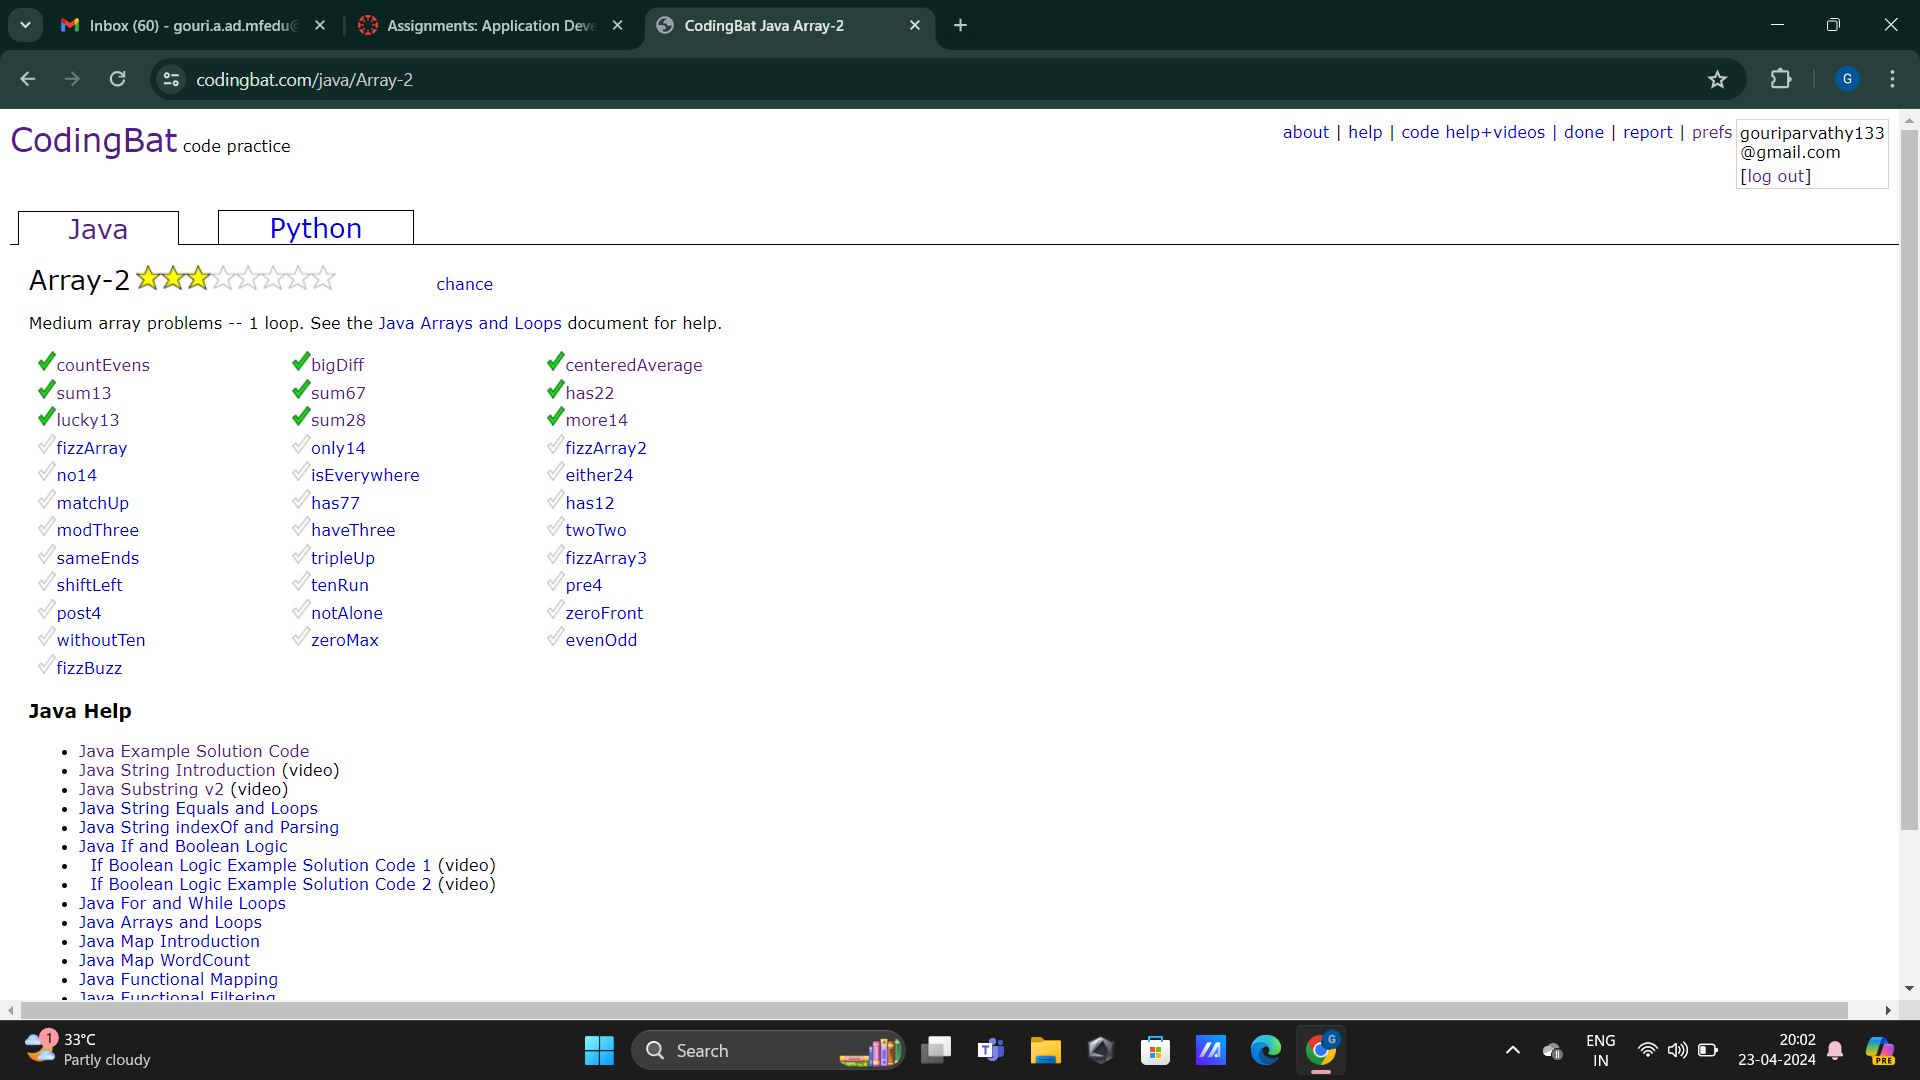 Inbox (60) - gouri.a.ad.mfedu@
Assignments: Application Deve
CodingBat Java Array-2
codingbat.com/java/Array-2
G
CodingBat code practice
about | help | code help+videos | done | report | prefs
gouriparvathy133
@gmail.com
[log out]
Java
Python
Array-2
chance
Medium array problems -- 1 loop. See the Java Arrays and Loops document for help.
countEvens bigDiff centeredAverage
sum13 sum67 has22
lucky13 sum28 more14
fizzArray only14 fizzArray2
no14 isEverywhere either24
matchUp has77 has12
modThree haveThree twoTwo
sameEnds tripleUp fizzArray3
shiftLeft tenRun pre4
post4 notAlone zeroFront
withoutTen zeroMax evenOdd
fizzBuzz
Java Help
Java Example Solution Code
Java String Introduction (video)
Java Substring v2 (video)
Java String Equals and Loops
Java String indexOf and Parsing
Java If and Boolean Logic
If Boolean Logic Example Solution Code 1 (video)
If Boolean Logic Example Solution Code 2 (video)
Java For and While Loops
Java Arrays and Loops
Java Map Introduction
Java Map WordCount
Java Functional Mapping
Java Functional Filtering
1
33°C
Partly cloudy
Search
G
ENG
IN
20:02
23-04-2024
PRE